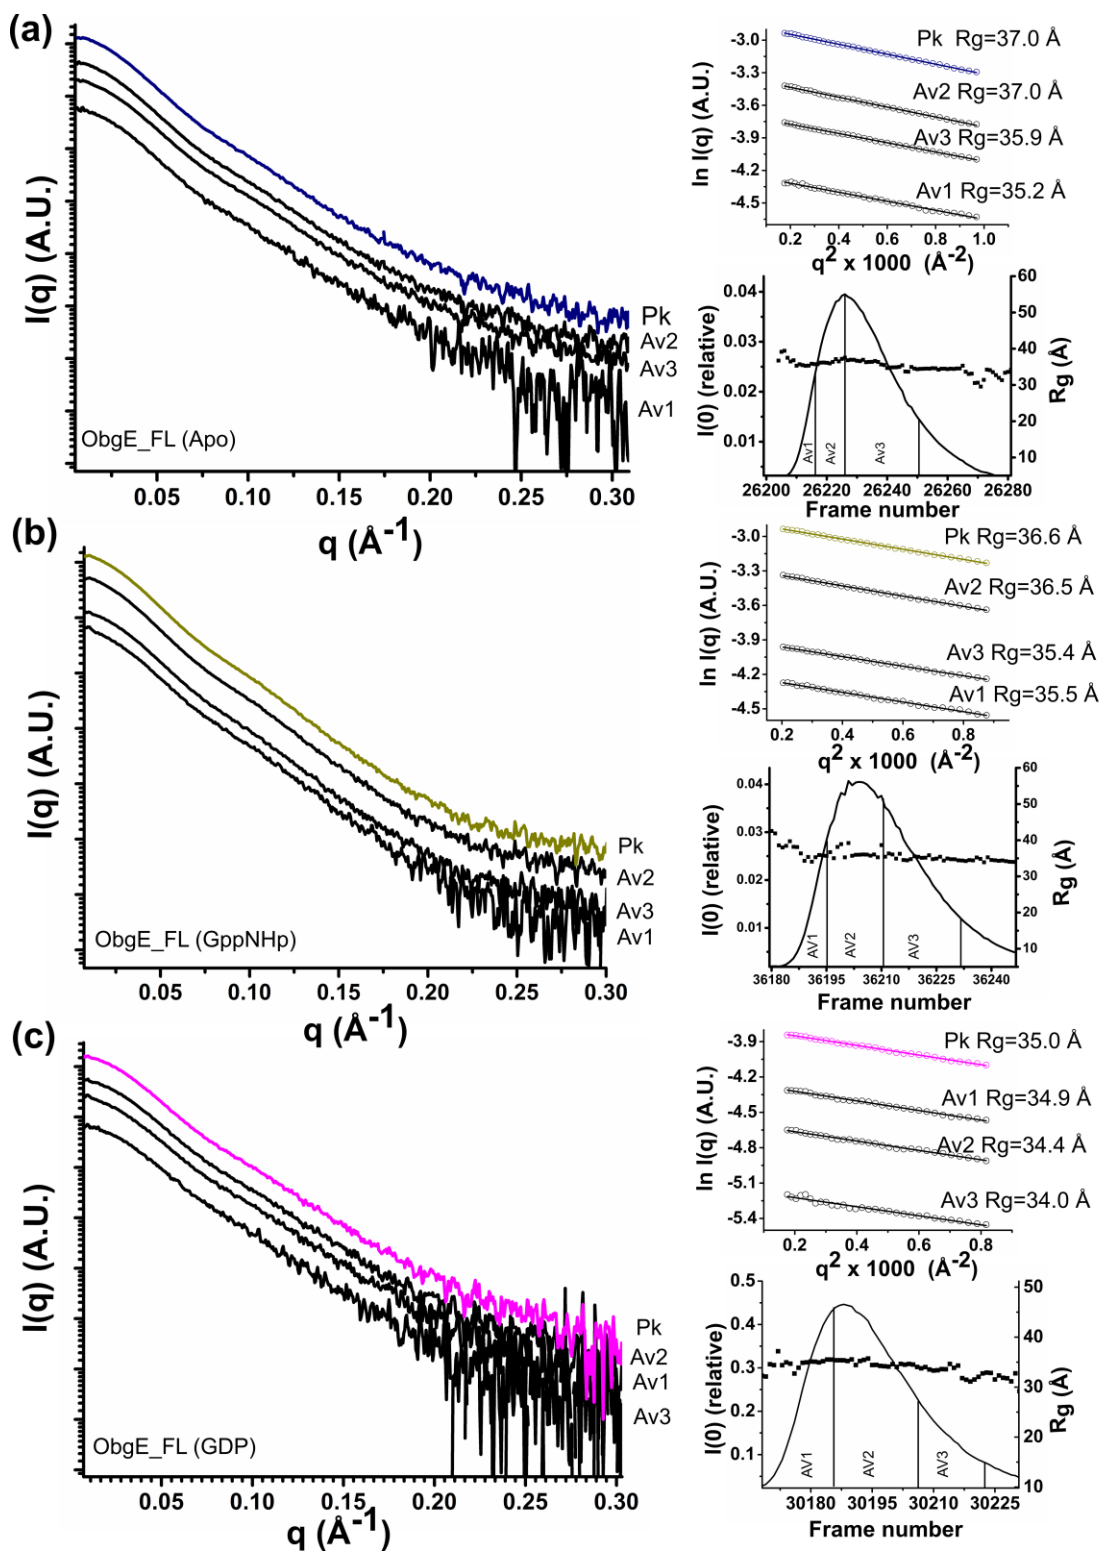 (a)
I(q) (A.U.)
Pk
Av2
Av3
Av1
ObgE_FL (Apo)
0.05 0.10 0.15 0.20 0.25 0.30
q (Å-1)
ln I(q) (A.U.)
-3.0
-3.3
-3.6
-3.9
-4.2
-4.5
Pk Rg=37.0 Å
Av2 Rg=37.0 Å
Av3 Rg=35.9 Å
Av1 Rg=35.2 Å
0.2 0.4 0.6 0.8 1.0
q2 x 1000 (Å-2)
I(0) (relative)
0.04
0.03
0.02
0.01
Av1 Av2 Av3
60
50
40
30
20
10
Rg (Å)
26200 26220 26240 26260 26280
Frame number
(b)
I(q) (A.U.)
Pk
Av2
Av3
Av1
ObgE_FL (GppNHp)
0.05 0.10 0.15 0.20 0.25 0.30
q (Å-1)
ln I(q) (A.U.)
-3.0
-3.3
-3.6
-3.9
-4.2
-4.5
Pk Rg=36.6 Å
Av2 Rg=36.5 Å
Av3 Rg=35.4 Å
Av1 Rg=35.5 Å
0.2 0.4 0.6 0.8
q2 x 1000 (Å-2)
I(0) (relative)
0.04
0.03
0.02
0.01
AV1 AV2 AV3
60
50
40
30
20
10
Rg (Å)
36180 36195 36210 36225 36240
Frame number
(c)
I(q) (A.U.)
Pk
Av2
Av1
Av3
ObgE_FL (GDP)
0.05 0.10 0.15 0.20 0.25 0.30
q (Å-1)
ln I(q) (A.U.)
-3.9
-4.2
-4.5
-4.8
-5.1
-5.4
Pk Rg=35.0 Å
Av1 Rg=34.9 Å
Av2 Rg=34.4 Å
Av3 Rg=34.0 Å
0.2 0.4 0.6 0.8
q2 x 1000 (Å-2)
I(0) (relative)
0.5
0.4
0.3
0.2
0.1
AV1 AV2 AV3
50
40
30
20
10
Rg (Å)
30180 30195 30210 30225
Frame number